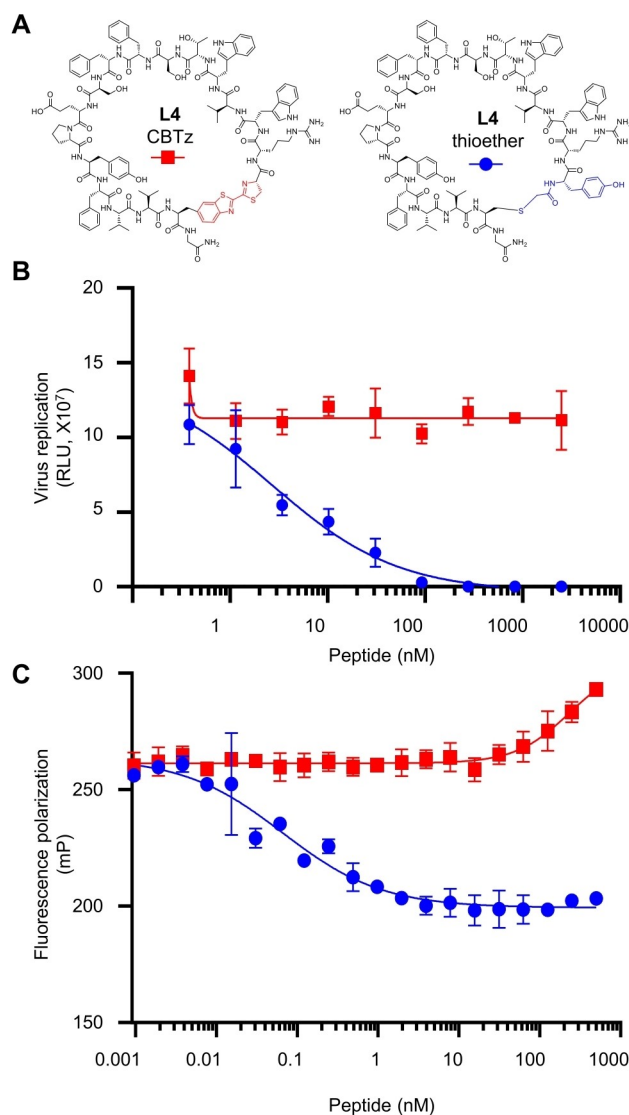 A
L4
CBTz
L4
thioether
B
Virus replication
(RLU, X10⁷)
20
15
10
5
0
1
10
100
1000
10000
Peptide (nM)
C
Fluorescence polarization
(mP)
300
250
200
150
0.001
0.01
0.1
1
10
100
1000
Peptide (nM)